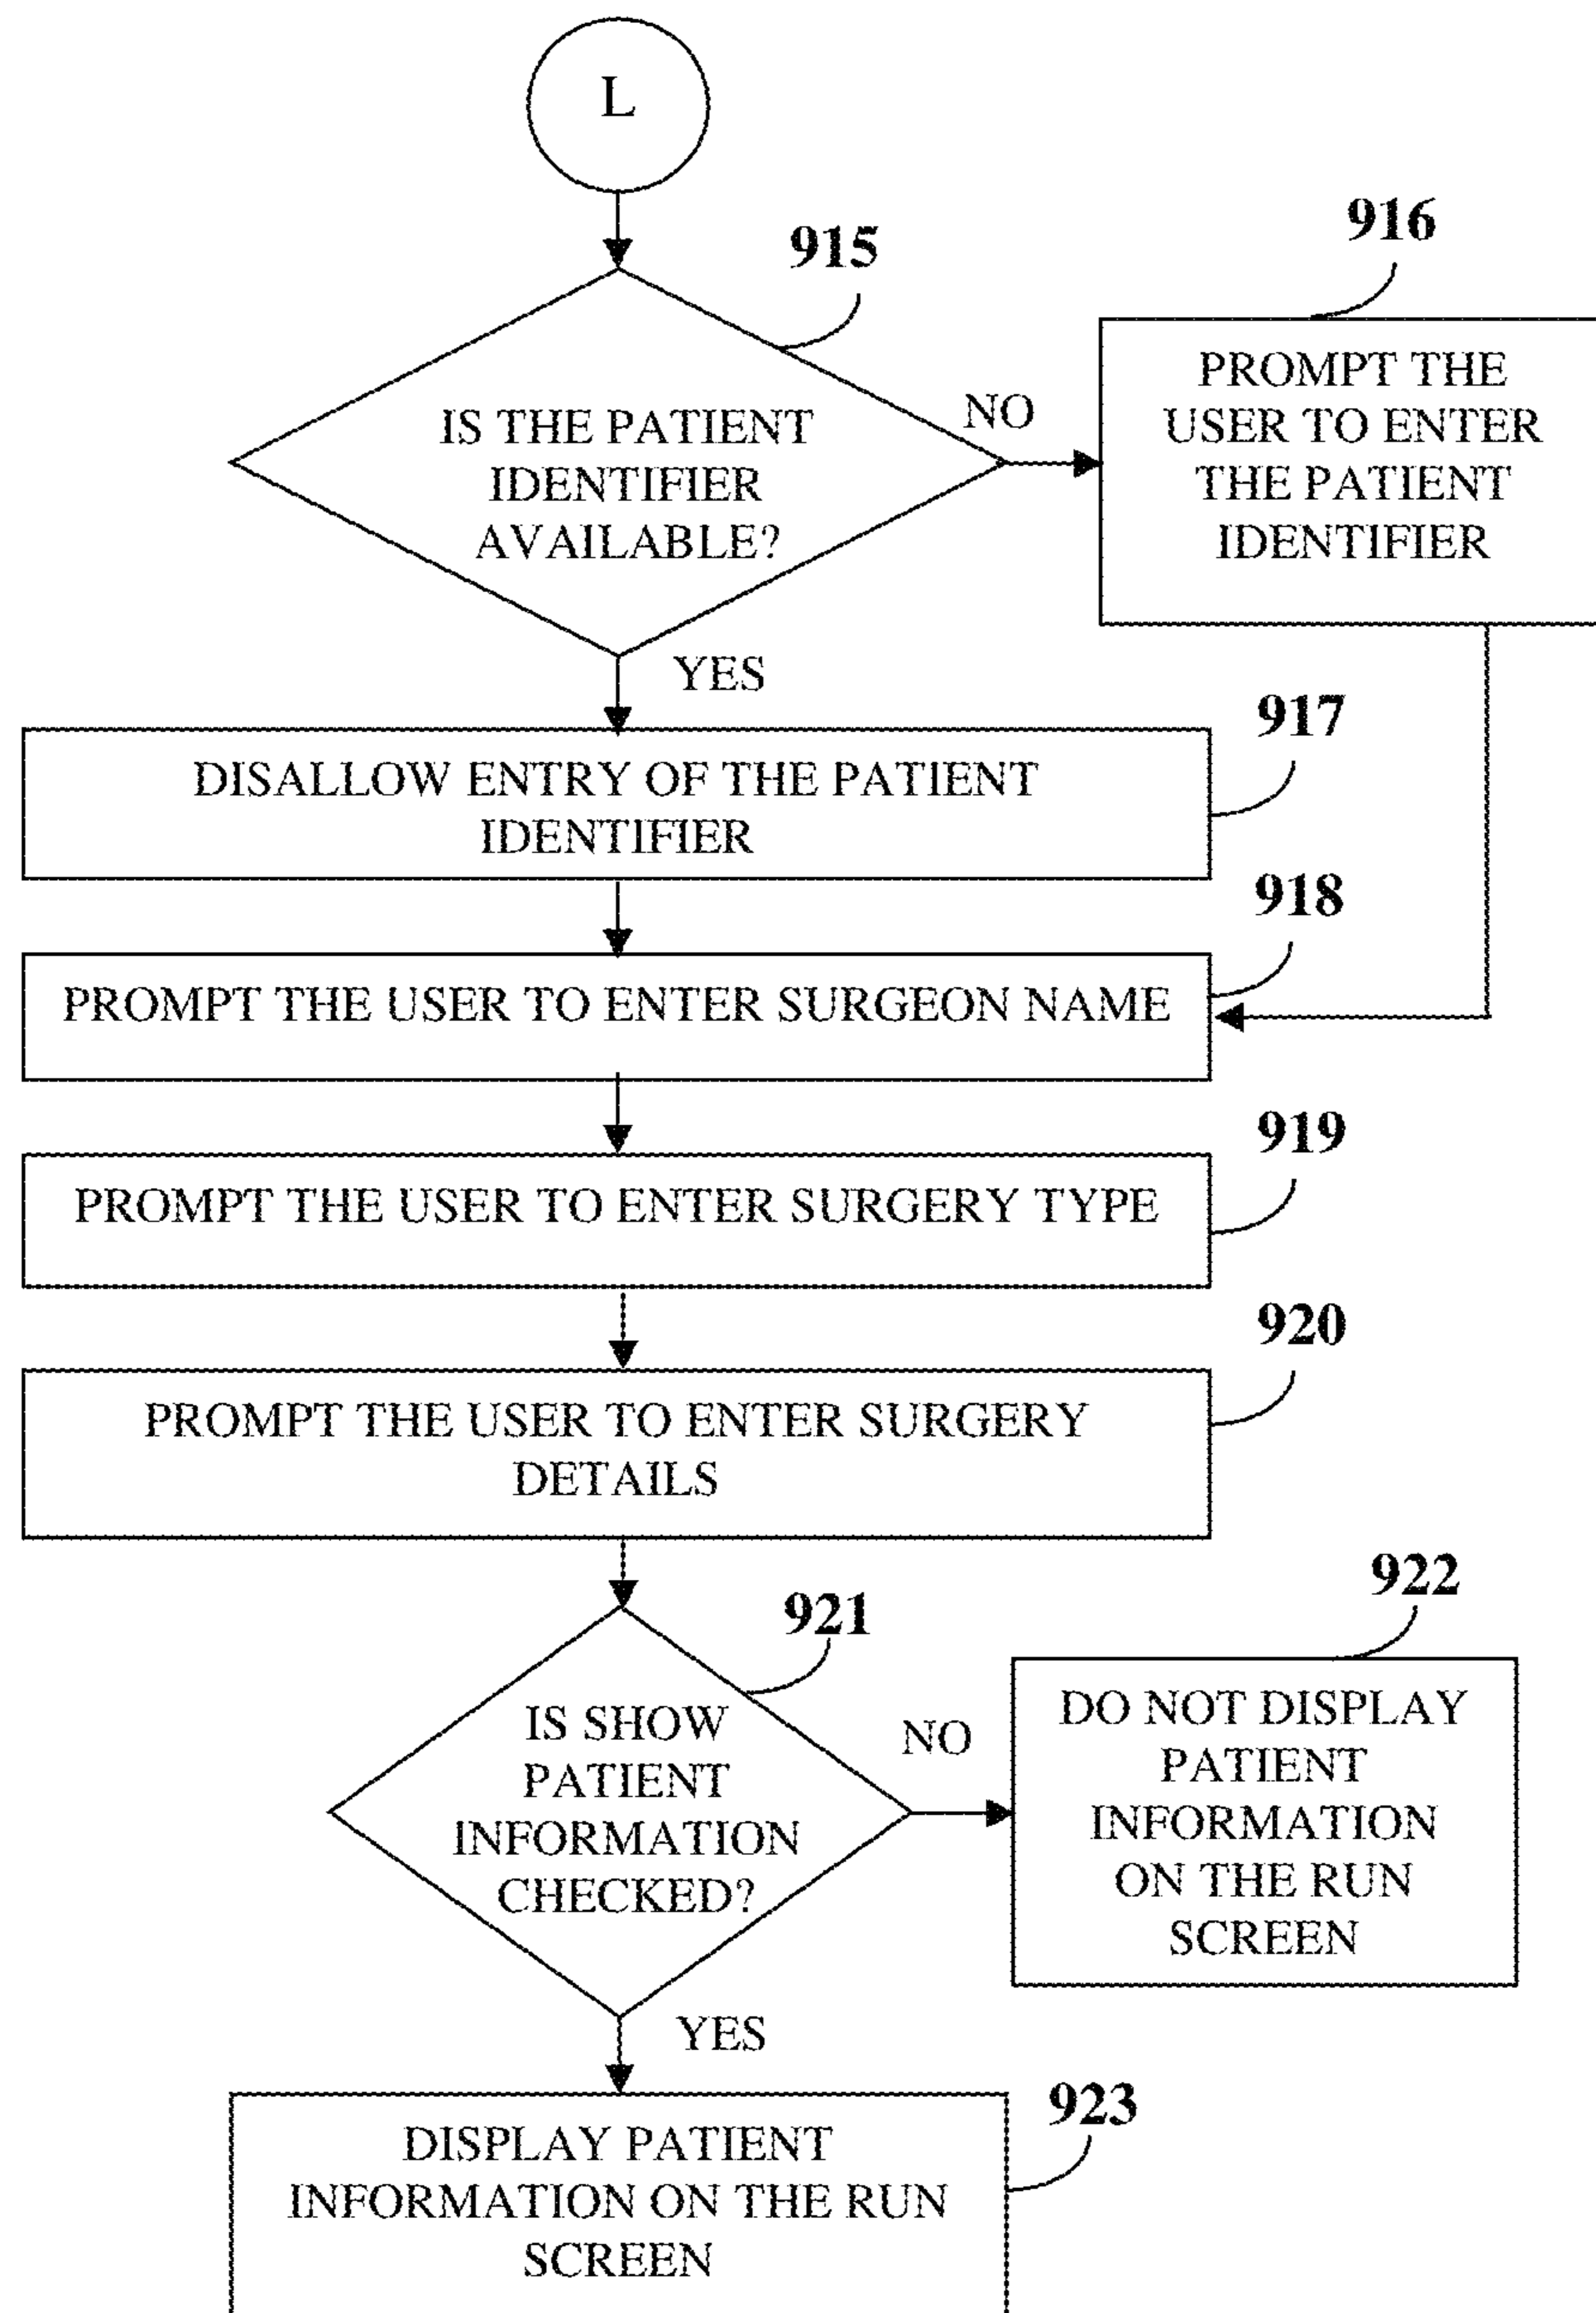 L
915
IS THE PATIENT
IDENTIFIER
AVAILABLE?
NO
916
PROMPT THE
USER TO ENTER
THE PATIENT
IDENTIFIER
YES
917
DISALLOW ENTRY OF THE PATIENT
IDENTIFIER
918
PROMPT THE USER TO ENTER SURGEON NAME
919
PROMPT THE USER TO ENTER SURGERY TYPE
920
PROMPT THE USER TO ENTER SURGERY
DETAILS
921
IS SHOW
PATIENT
INFORMATION
CHECKED?
NO
922
DO NOT DISPLAY
PATIENT
INFORMATION
ON THE RUN
SCREEN
YES
923
DISPLAY PATIENT
INFORMATION ON THE RUN
SCREEN